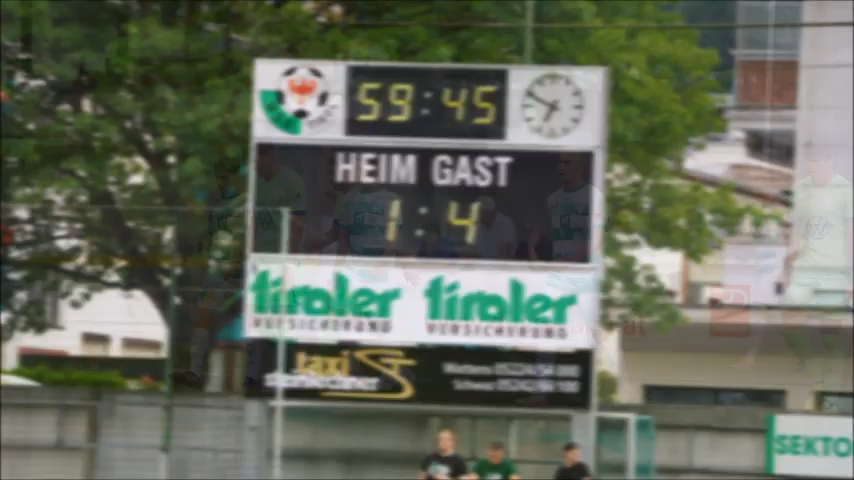 59:45
HEIM GAST
1:4
tiroler tiroler
VERSICHERUNG VERSICHERUNG
taxi
SEKTO